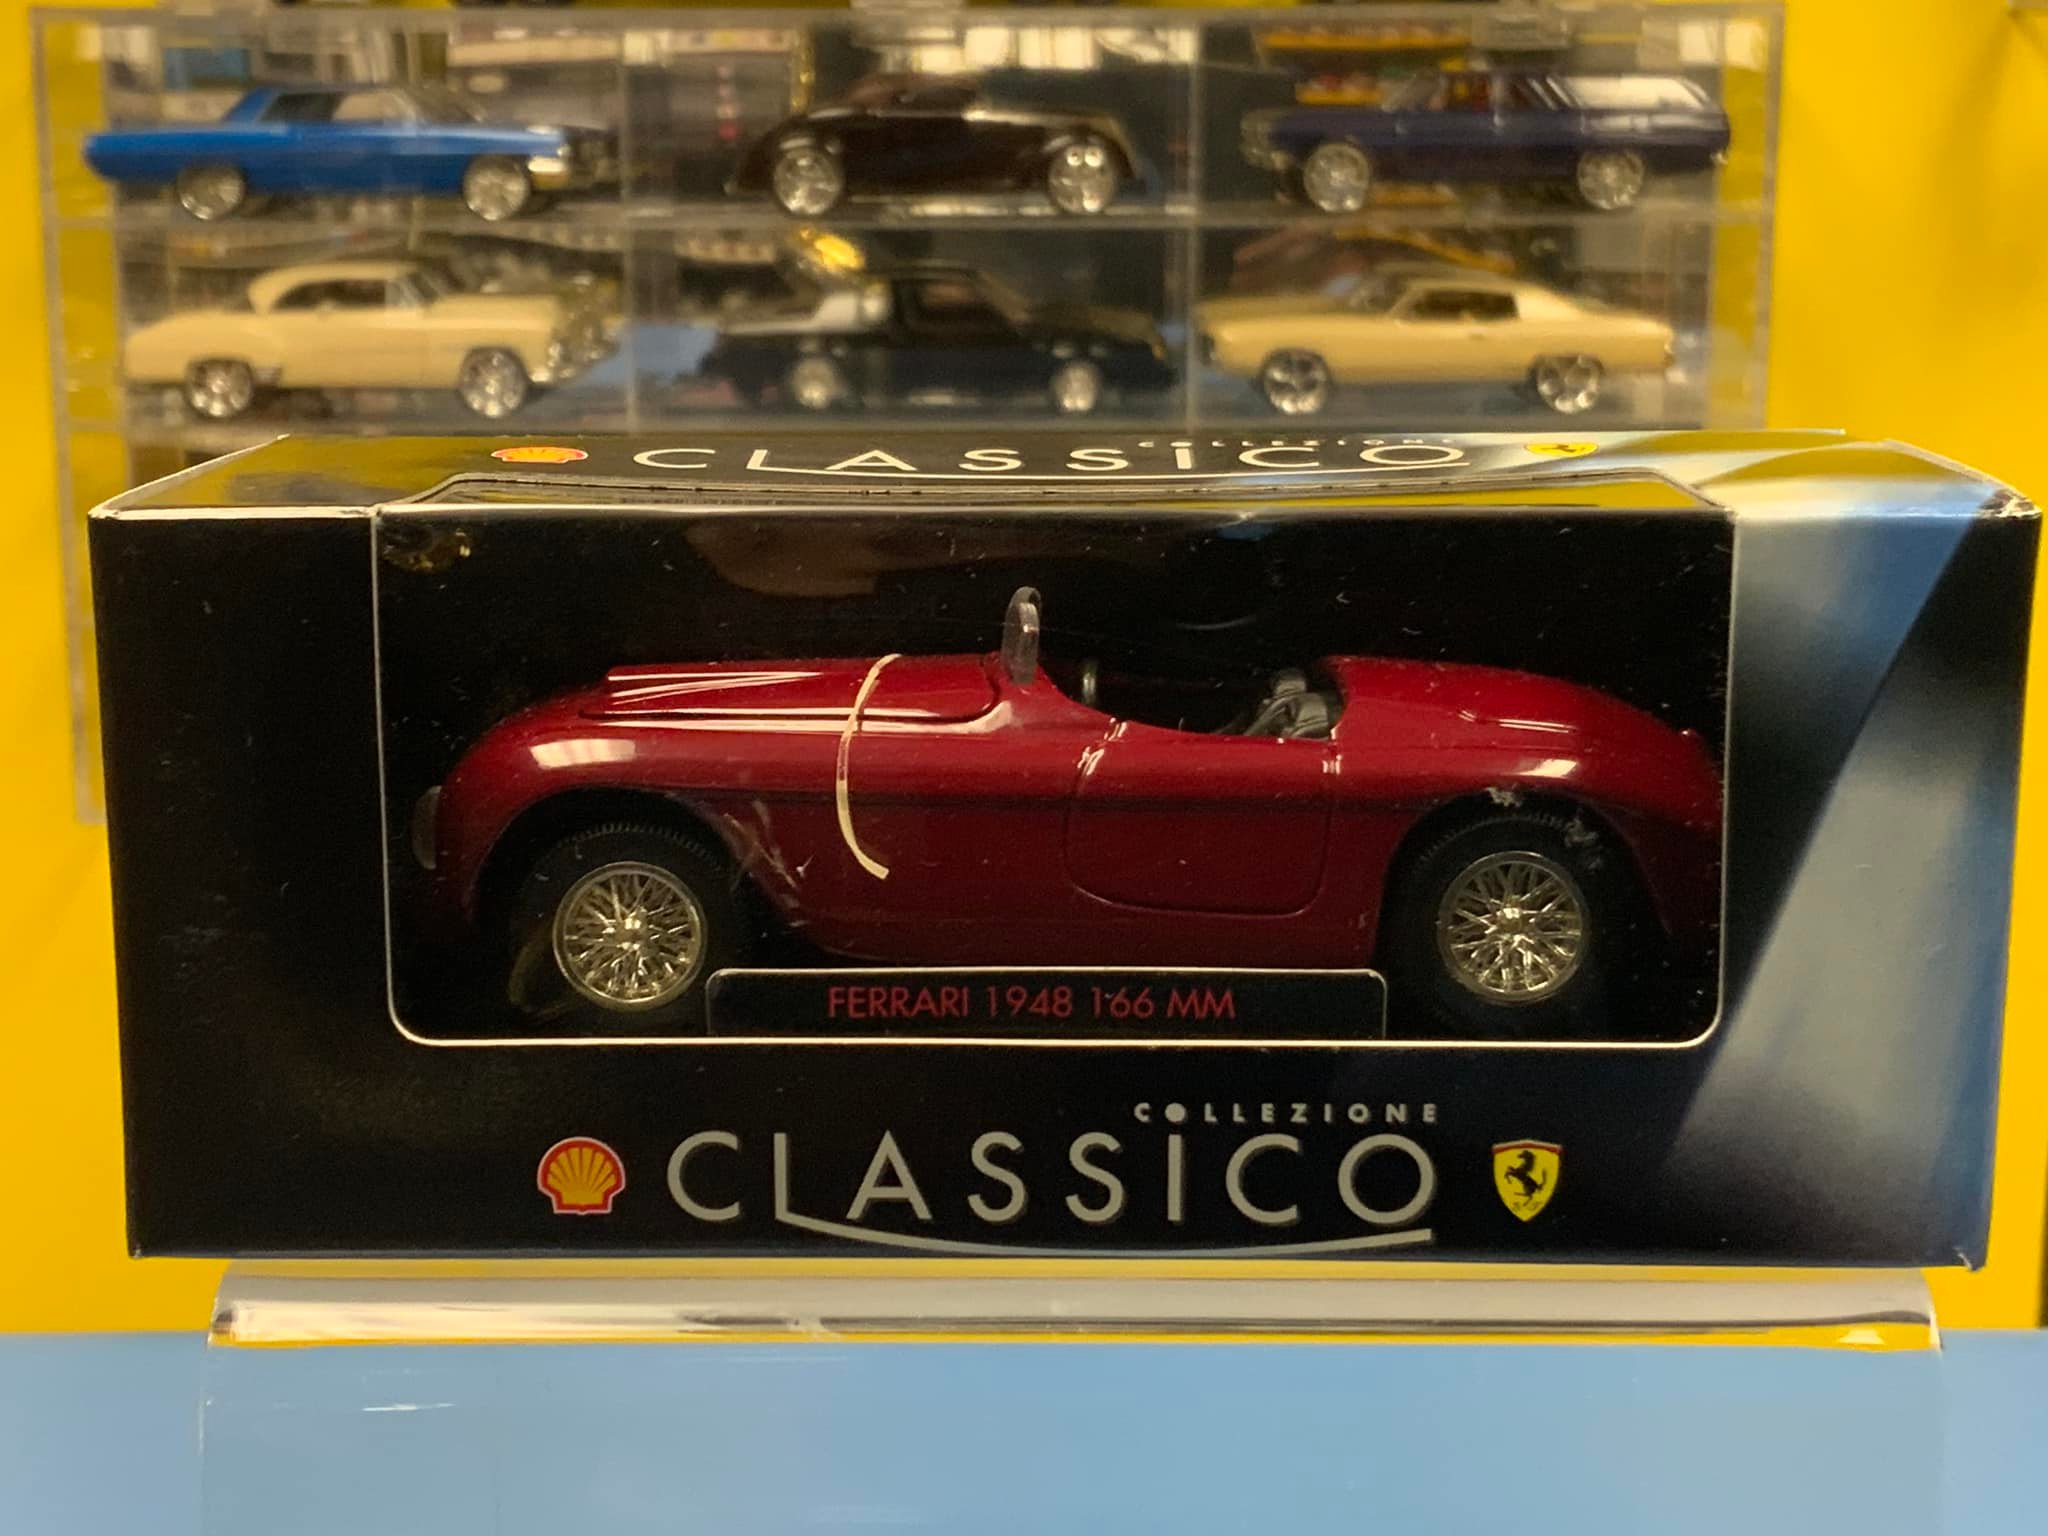 COLLEZIONE
CLASSICO
FERRARI 1948 166 MM
COLLEZIONE
CLASSICO